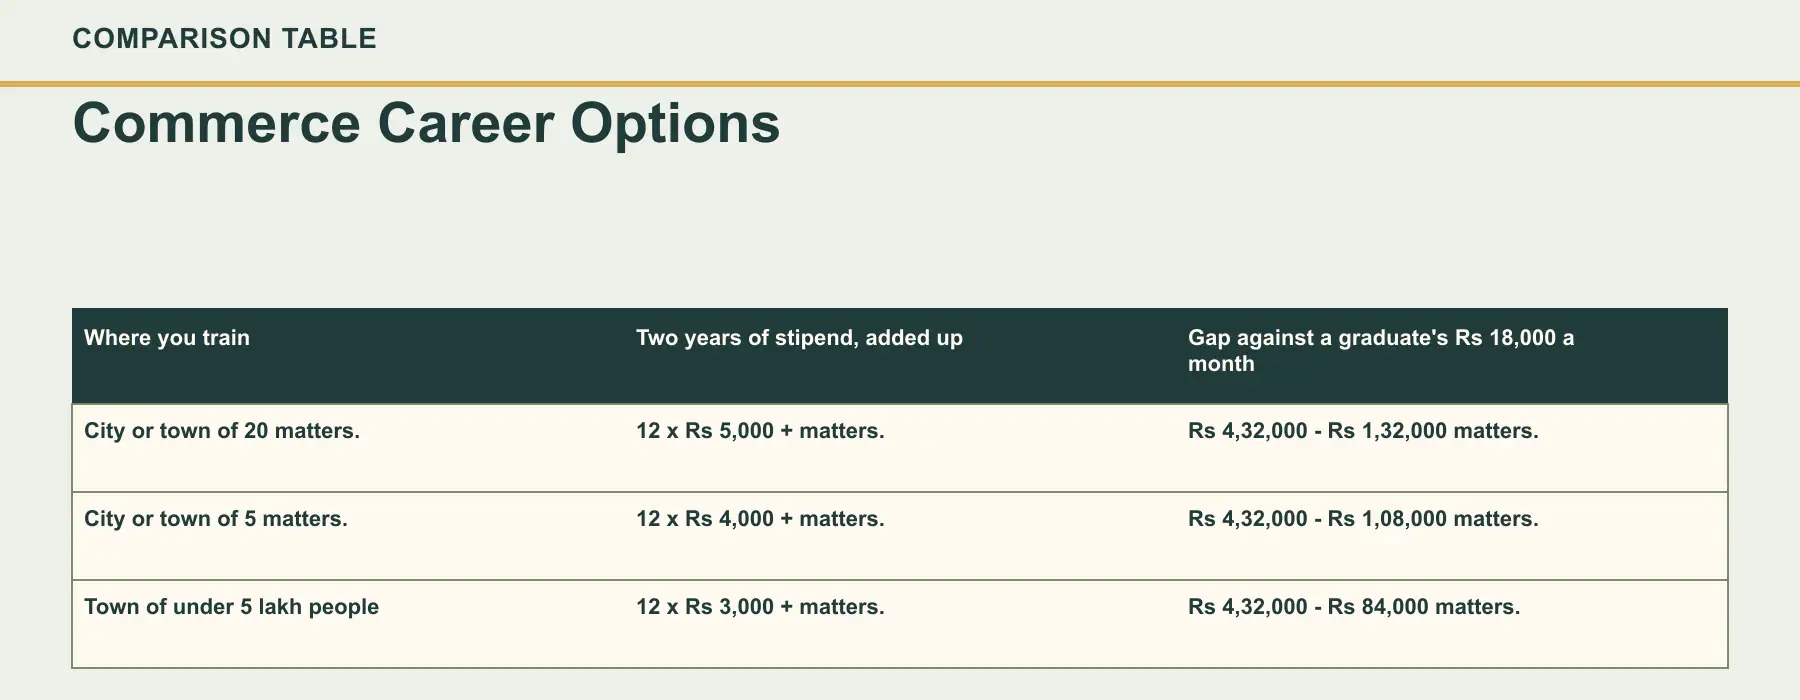 COMPARISON TABLE
Commerce Career Options
Where you train
Two years of stipend, added up
Gap against a graduate's Rs 18,000 a
month
City or town of 20 matters.
12 x Rs 5,000 + matters.
Rs 4,32,000 - Rs 1,32,000 matters.
City or town of 5 matters.
12 x Rs 4,000 + matters.
Rs 4,32,000 - Rs 1,08,000 matters.
Town of under 5 lakh people
12 x Rs 3,000 + matters.
Rs 4,32,000 - Rs 84,000 matters.